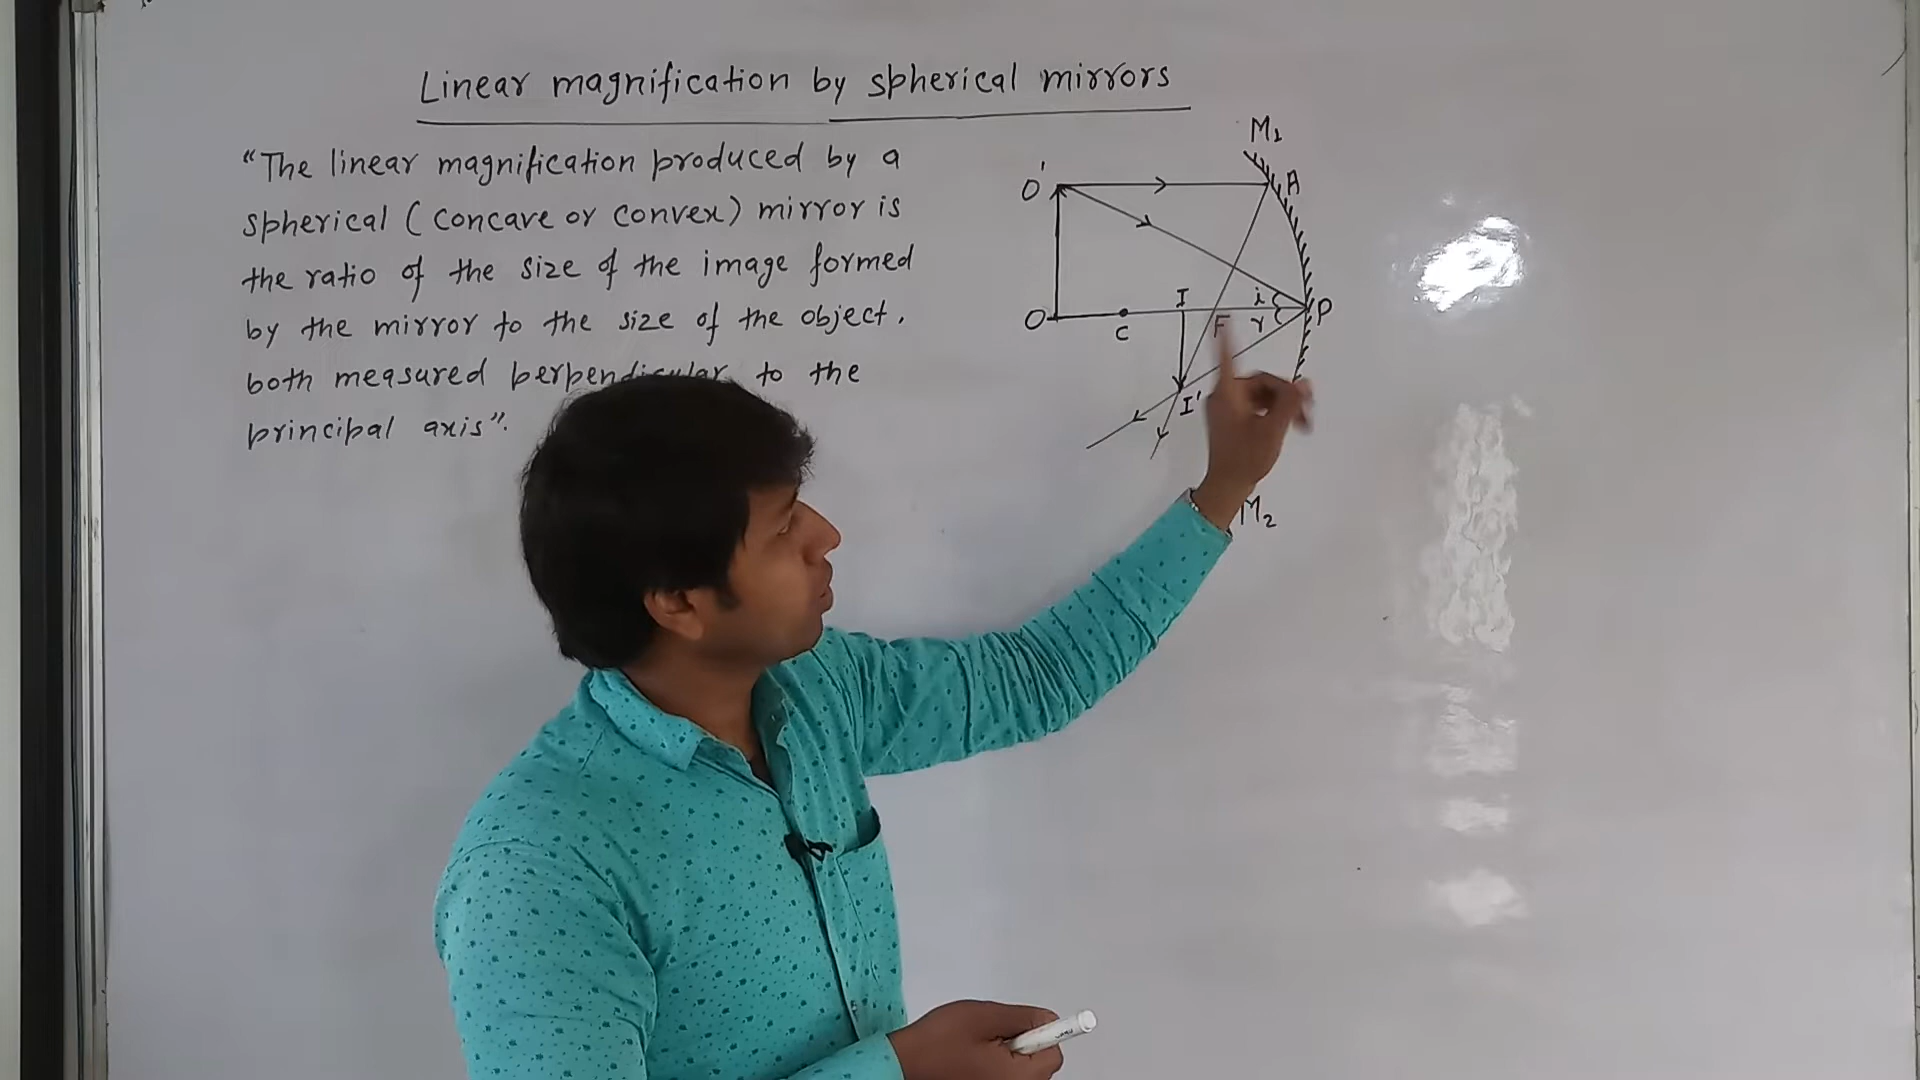 Linear magnification by spherical mirrors
"The linear magnification produced by a
spherical (concave or convex) mirror is
the ratio of the size of the image formed
by the mirror to the size of the object,
both measured perpendicular to the
principal axis".
M1
O'
A
I
i
P
O
C
F
r
I'
M2